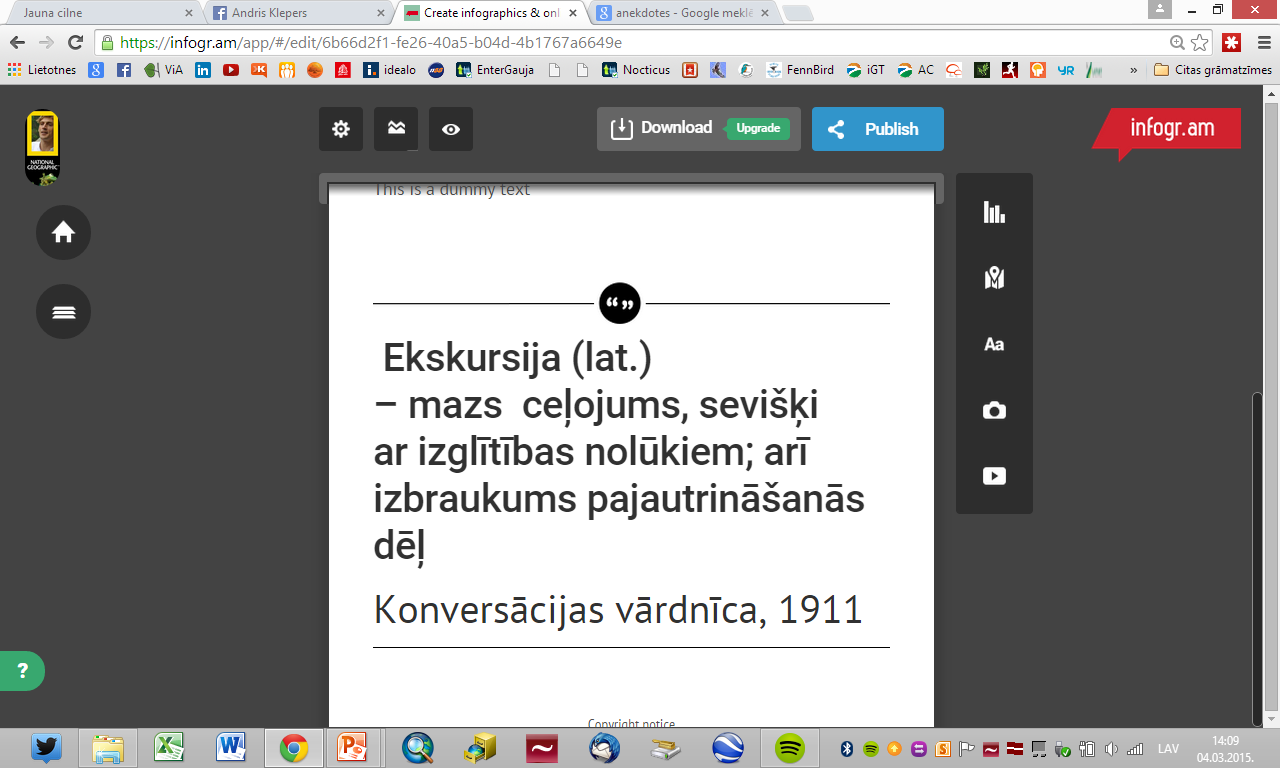 Jauna cilne
Andris Klepers
Create infographics & onl
anekdotes - Google meklē
https://infogr.am/app/#/edit/6b66d2f1-fe26-40a5-b04d-4b1767a6649e
Lietotnes
ViA
idealo
EnterGauja
Nocticus
FennBird
iGT
AC
YR
»
Citas grāmatzīmes
NATIONAL
GEOGRAPHIC
Download
Upgrade
Publish
infogr.am
This is a dummy text
“ ”
Ekskursija (lat.)
– mazs  ceļojums, sevišķi
ar izglītības nolūkiem; arī
izbraukums pajautrināšanās
dēļ
Konversācijas vārdnīca, 1911
Copyright notice
Aa
?
LAV
14:09
04.03.2015.